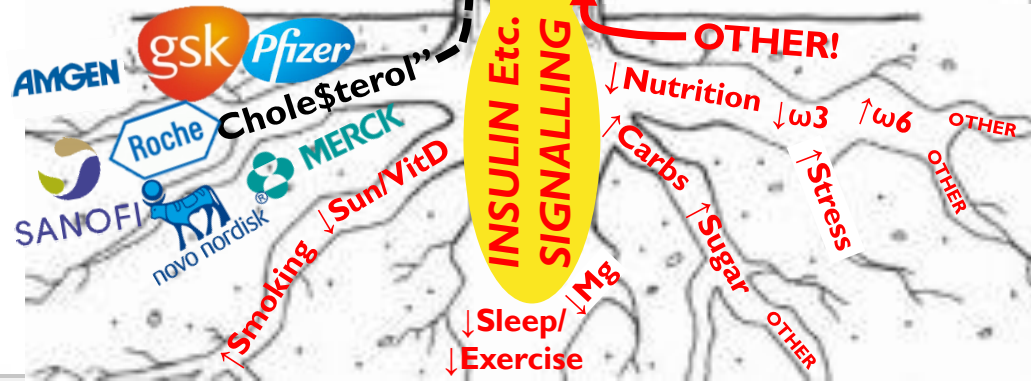 AMGEN
gsk
Pfizer
Chole$terol”
Roche
MERCK
®
SANOFI
novo nordisk
↓Sun/VitD
↑Smoking
INSULIN Etc.
SIGNALLING
↓Sleep/
↓Exercise
↓Mg
OTHER!
↓Nutrition
↓ω3
↑ω6
OTHER
↑Carbs
↑Sugar
↑Stress
OTHER
OTHER